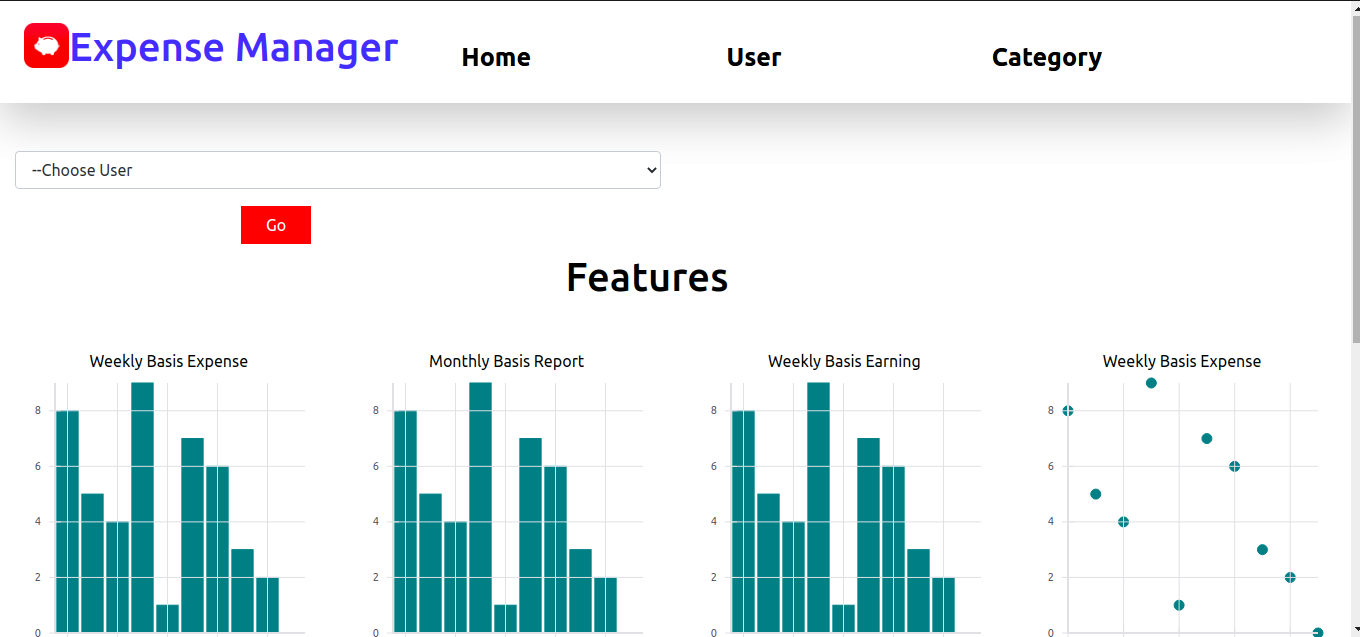 Expense Manager
Home
User
Category
--Choose User
Go
Features
Weekly Basis Expense
8
6
4
2
0
Monthly Basis Report
8
6
4
2
0
Weekly Basis Earning
8
6
4
2
0
Weekly Basis Expense
8
6
4
2
0